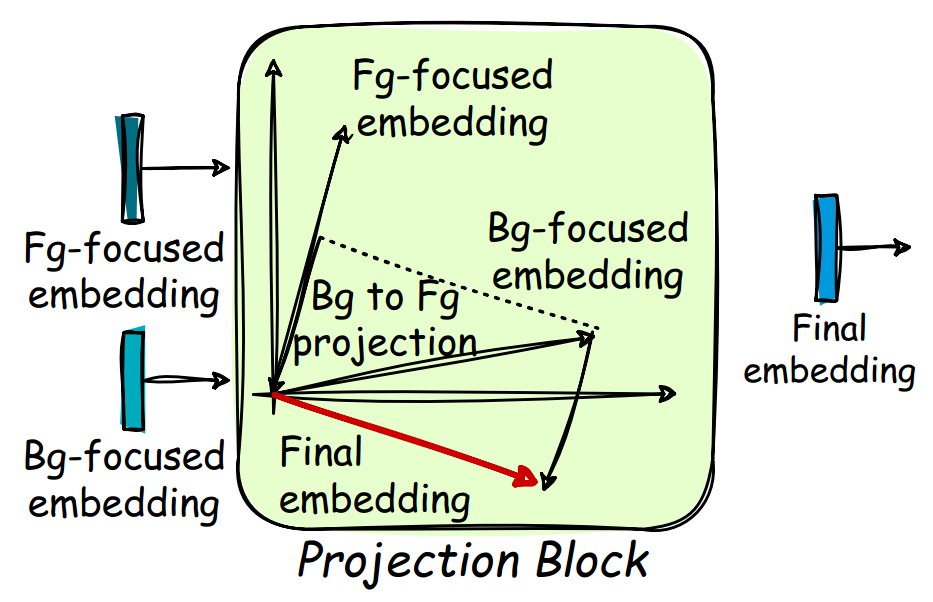 Fg-focused
embedding
Bg-focused
embedding
Fg-focused
embedding
Bg-focused
embedding
Bg to Fg
projection
Final
embedding
Final
embedding
Projection Block